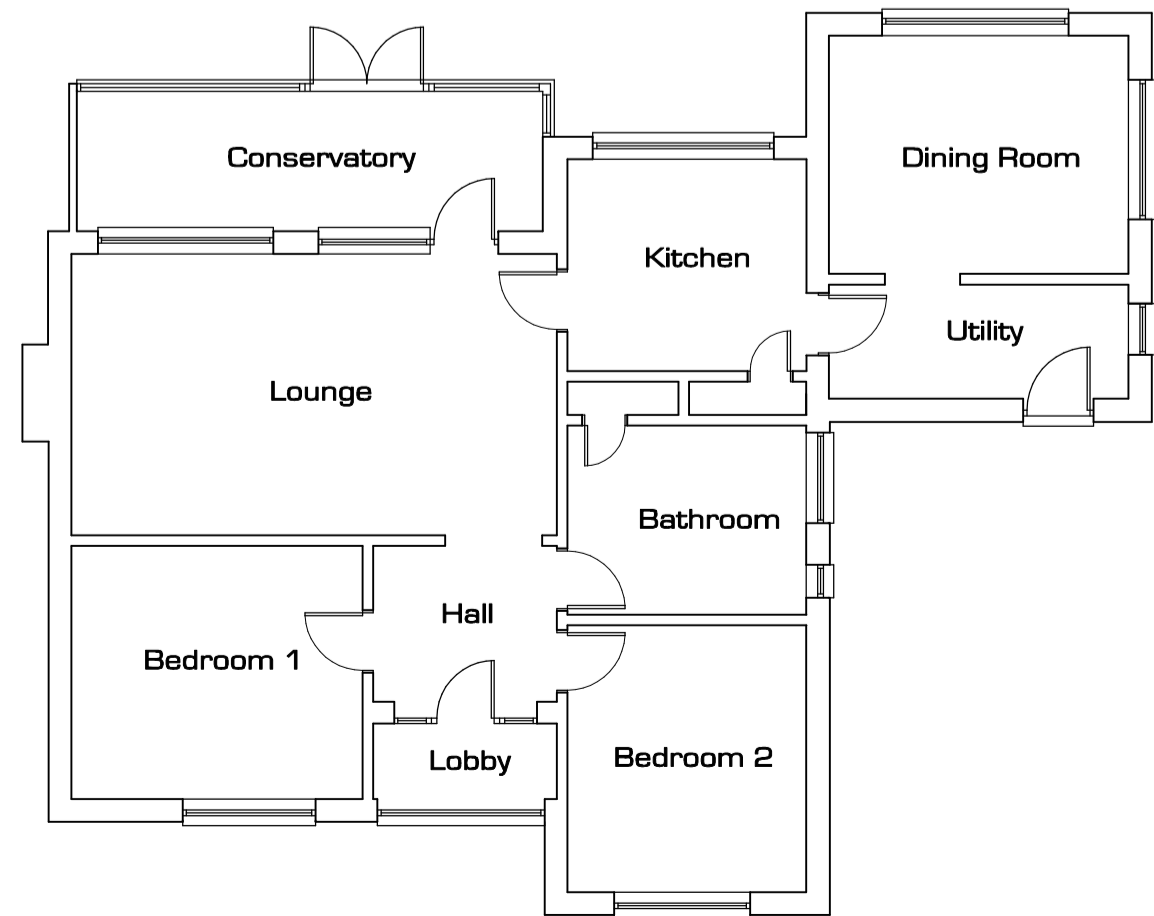 Conservatory
Dining Room
Kitchen
Utility
Lounge
Bathroom
Hall
Bedroom 1
Lobby
Bedroom 2